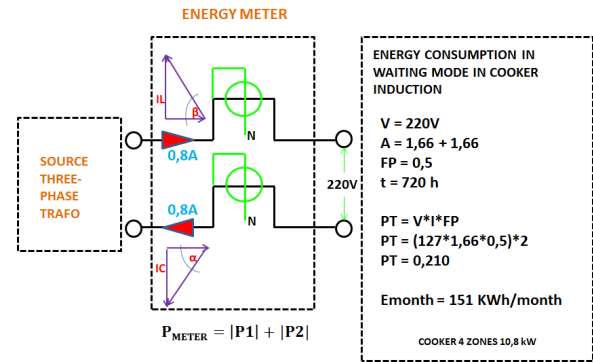 ENERGY METER
IL
β
N
0,8A
SOURCE
THREE-
PHASE
TRAFO
220V
0,8A
N
IC
α
P_METER = |P1| + |P2|
ENERGY CONSUMPTION IN
WAITING MODE IN COOKER
INDUCTION
V = 220V
A = 1,66 + 1,66
FP = 0,5
t = 720 h
PT = V*I*FP
PT = (127*1,66*0,5)*2
PT = 0,210
Emonth = 151 KWh/month
COOKER 4 ZONES 10,8 kW